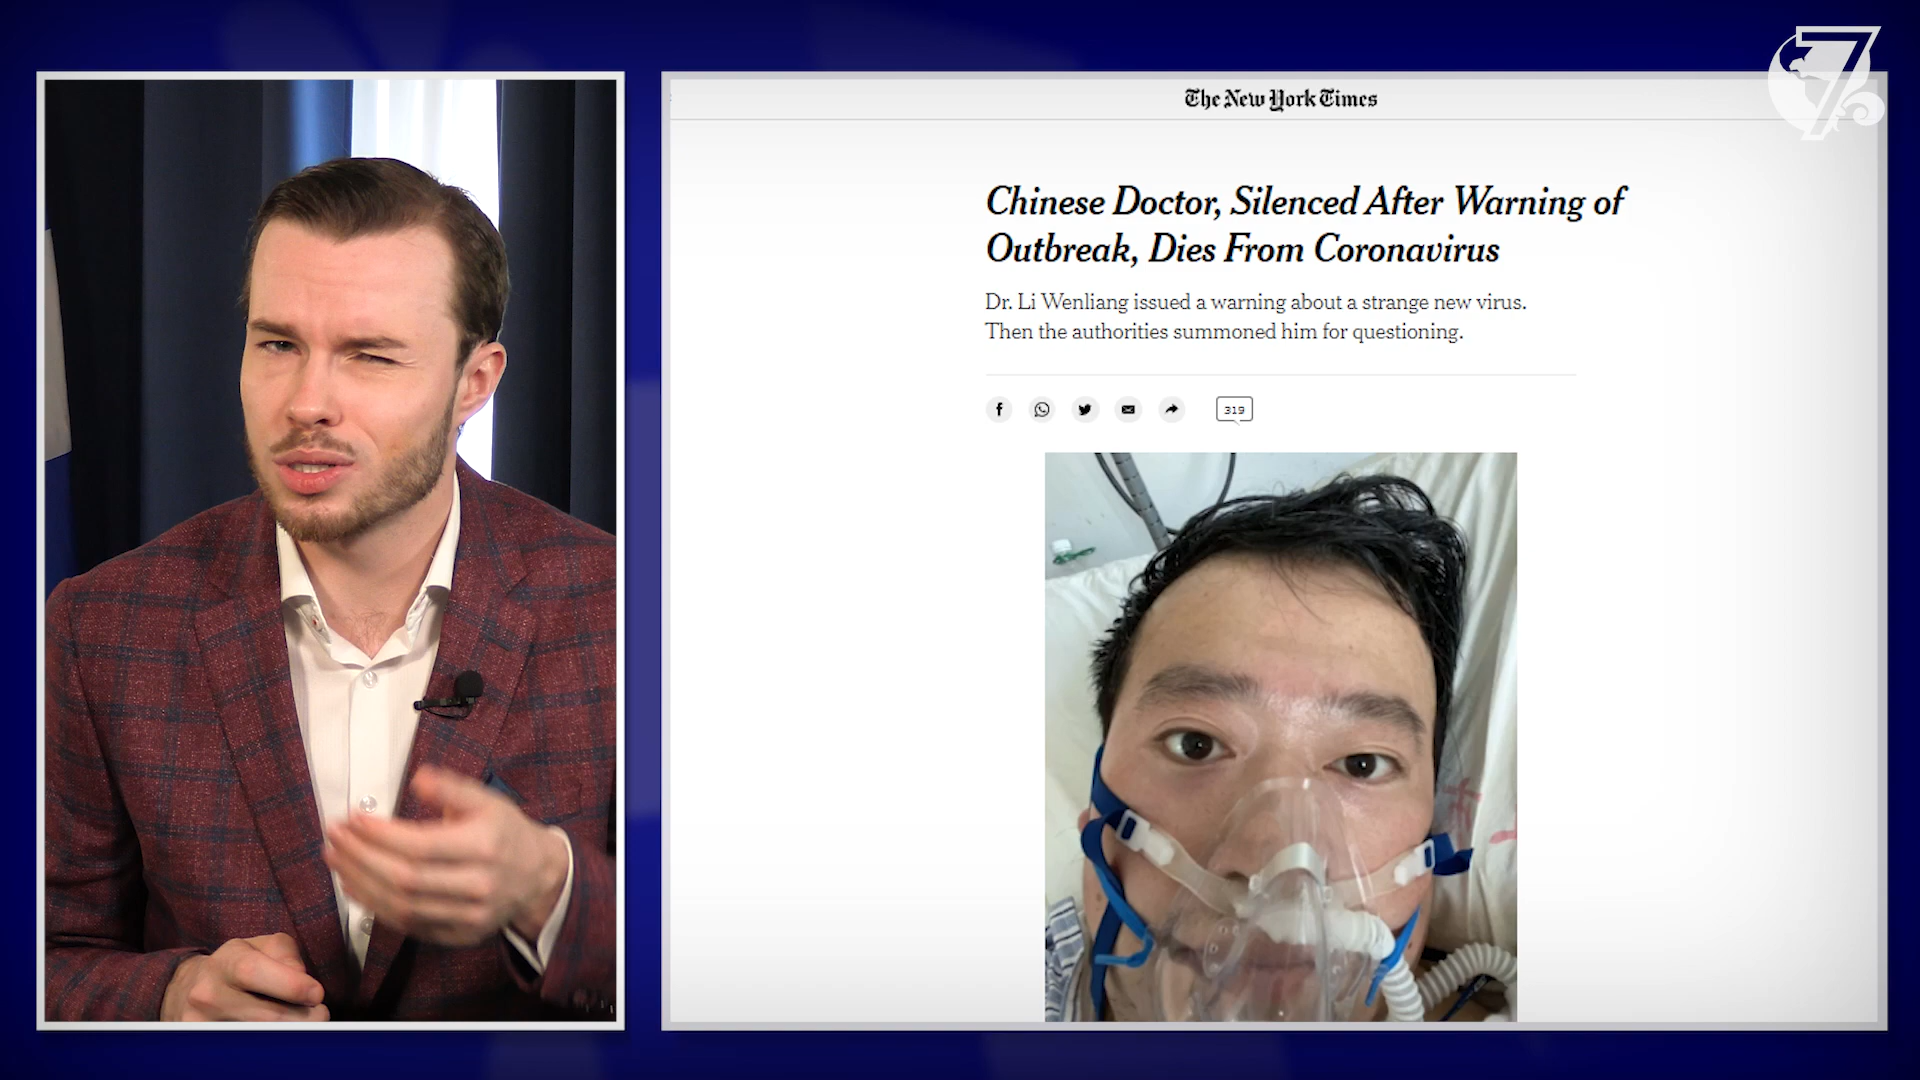 The New York Times
Chinese Doctor, Silenced After Warning of
Outbreak, Dies From Coronavirus
Dr. Li Wenliang issued a warning about a strange new virus.
Then the authorities summoned him for questioning.
319
7